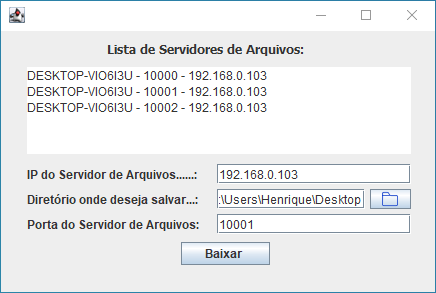 Lista de Servidores de Arquivos:
DESKTOP-VIO6I3U - 10000 - 192.168.0.103
DESKTOP-VIO6I3U - 10001 - 192.168.0.103
DESKTOP-VIO6I3U - 10002 - 192.168.0.103
IP do Servidor de Arquivos......: 192.168.0.103
Diretório onde deseja salvar...: :\Users\Henrique\Desktop
Porta do Servidor de Arquivos: 10001
Baixar